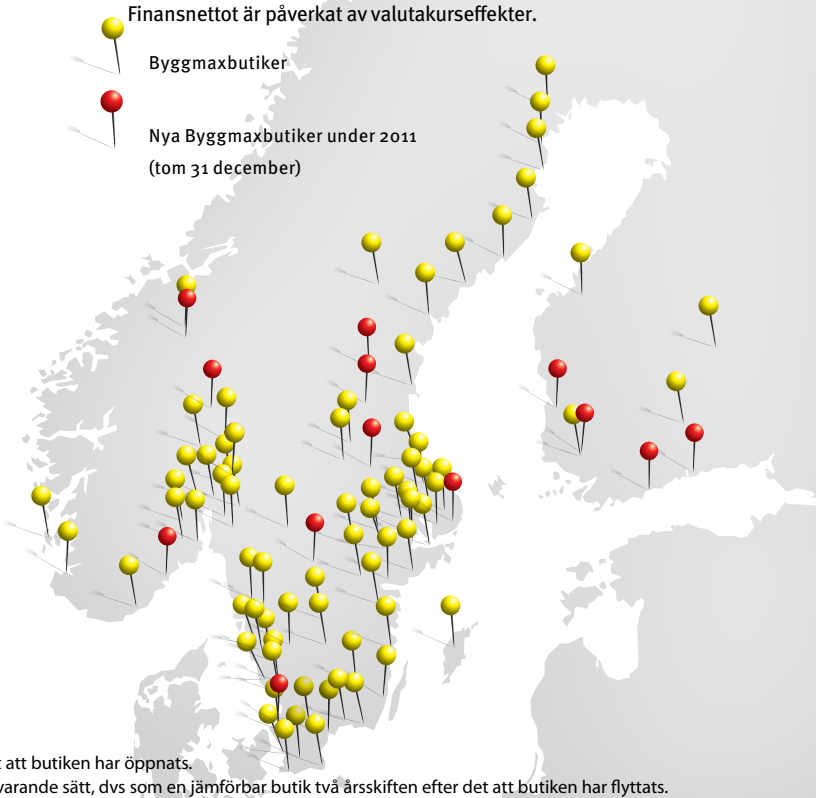 Finansnettot är påverkat av valutakurseffekter.
Byggmaxbutiker
Nya Byggmaxbutiker under 2011
(tom 31 december)
att butiken har öppnats.
varande sätt, dvs som en jämförbar butik två årsskiften efter det att butiken har flyttats.